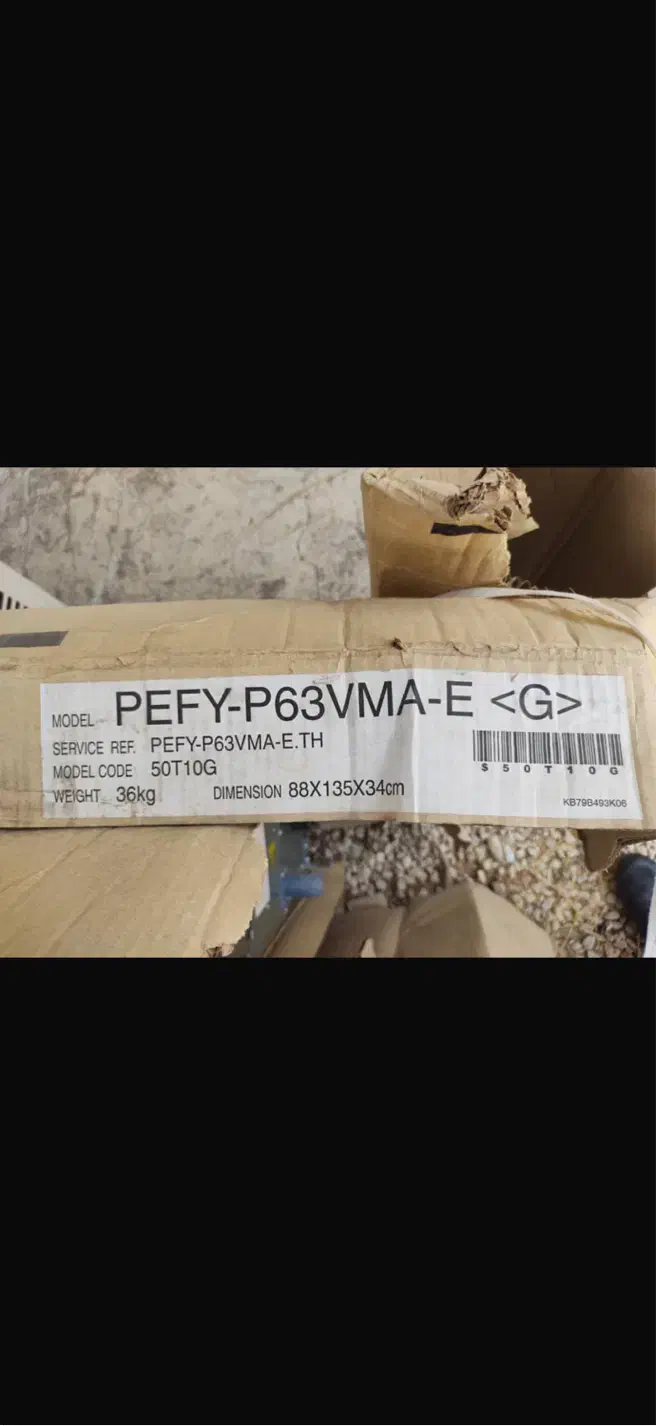 MODEL PEFY-P63VMA-E <G>
SERVICE REF. PEFY-P63VMA-E.TH
MODEL CODE 50T10G
WEIGHT 36kg DIMENSION 88X135X34cm
$50T10G
KB79B493K06